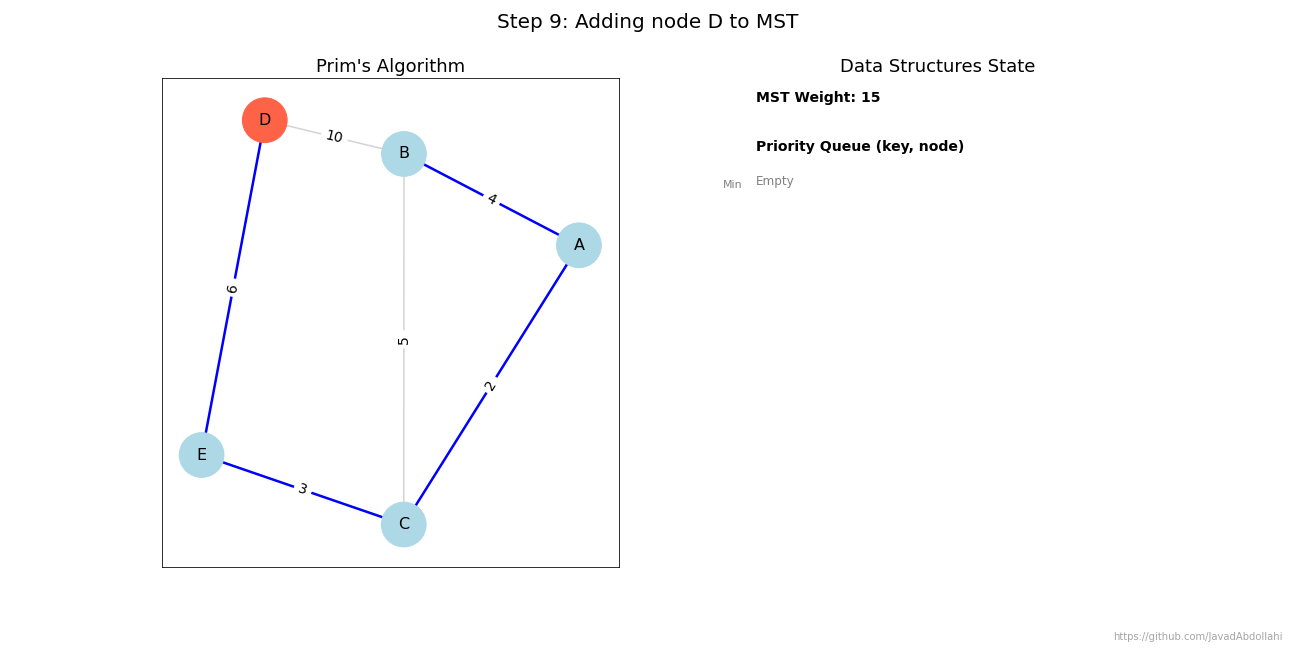 Step 9: Adding node D to MST
Prim's Algorithm
Data Structures State
MST Weight: 15
Priority Queue (key, node)
Min
Empty
D
10
B
4
A
6
5
2
E
3
C
https://github.com/JavadAbdollahi